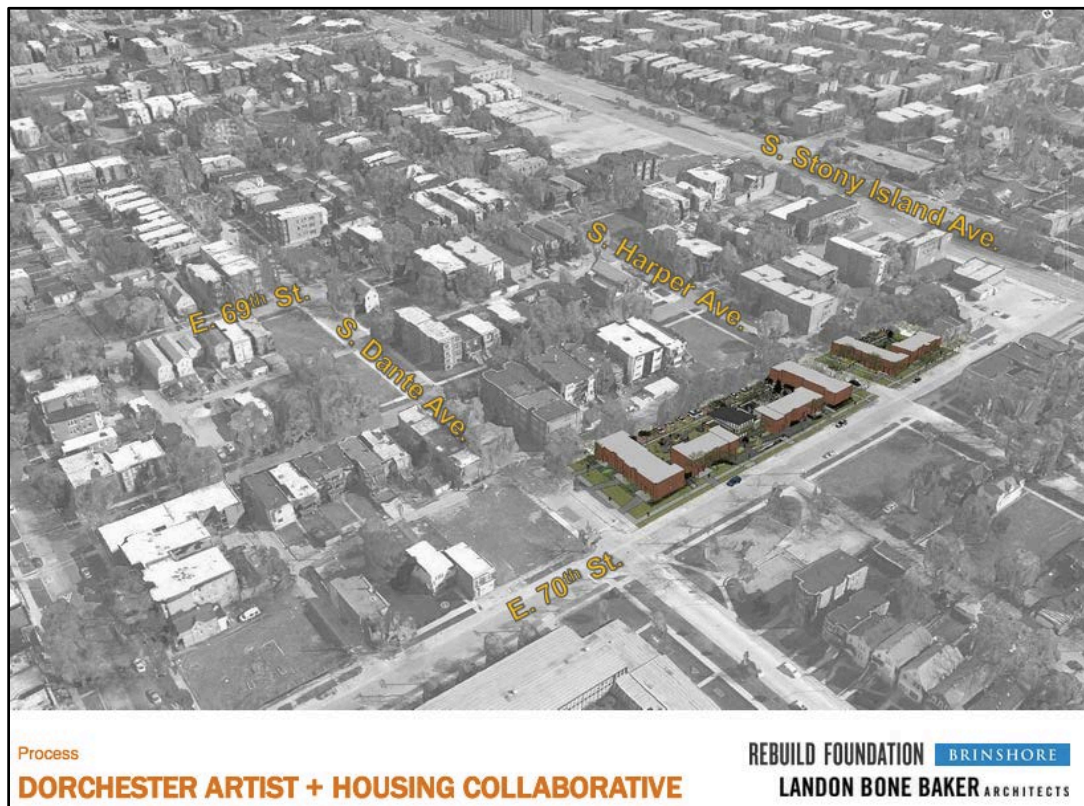 S. Stony Island Ave.
S. Harper Ave.
E. 69th St.
S. Dante Ave.
E. 70th St.
Process
DORCHESTER ARTIST + HOUSING COLLABORATIVE
REBUILD FOUNDATION BRINSHORE
LANDON BONE BAKER ARCHITECTS